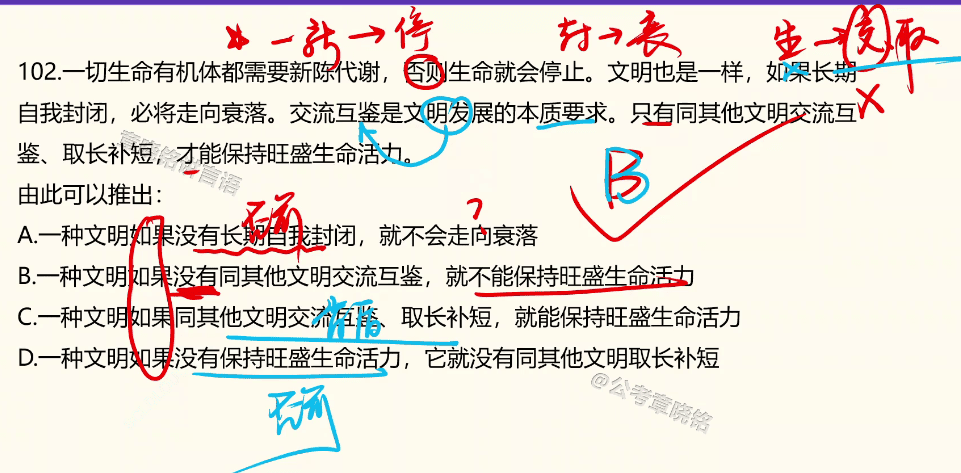 一新→停
封→衰
生→交取
102.一切生命有机体都需要新陈代谢，否则生命就会停止。文明也是一样，如果长期
自我封闭，必将走向衰落。交流互鉴是文明发展的本质要求。只有同其他文明交流互
鉴、取长补短，才能保持旺盛生命活力。
由此可以推出：
否前
？
B
A.一种文明如果没有长期自我封闭，就不会走向衰落
B.一种文明如果没有同其他文明交流互鉴，就不能保持旺盛生命活力
C.一种文明如果同其他文明交流互鉴、取长补短，就能保持旺盛生命活力
肯后
D.一种文明如果没有保持旺盛生命活力，它就没有同其他文明取长补短
否前
@公考章晓铭